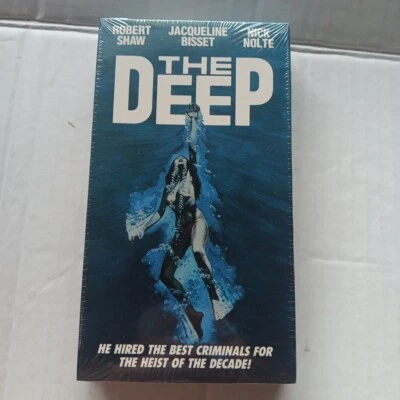 ROBERT JACQUELINE NICK
SHAW BISSET NOLTE
THE
DEEP
HE HIRED THE BEST CRIMINALS FOR
THE HEIST OF THE DECADE!